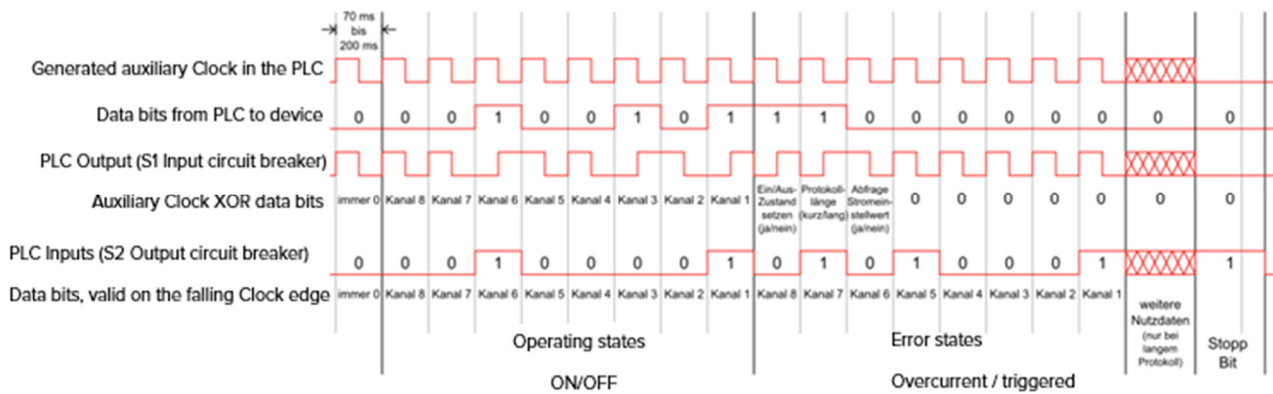 70 ms
bis
200 ms
Generated auxiliary Clock in the PLC
Data bits from PLC to device
0 0 0 1 0 0 1 0 1 1 1 0 0 0 0 0 0 0 0
PLC Output (S1 Input circuit breaker)
Auxiliary Clock XOR data bits
immer 0 Kanal 8 Kanal 7 Kanal 6 Kanal 5 Kanal 4 Kanal 3 Kanal 2 Kanal 1
Ein/Aus-
Zustand
setzen
(ja/nein)
Protokoll-
länge
(kurz/lang)
Abfrage
Stromein-
stellwert
(ja/nein)
0 0 0 0 0 0 0
PLC Inputs (S2 Output circuit breaker)
0 0 0 1 0 0 0 0 1 0 1 0 1 0 0 0 1 1
Data bits, valid on the falling Clock edge
immer 0 Kanal 8 Kanal 7 Kanal 6 Kanal 5 Kanal 4 Kanal 3 Kanal 2 Kanal 1 Kanal 8 Kanal 7 Kanal 6 Kanal 5 Kanal 4 Kanal 3 Kanal 2 Kanal 1
weitere
Nutzdaten
(nur bei
langem
Protokoll)
Stopp
Bit
Operating states
Error states
ON/OFF
Overcurrent / triggered